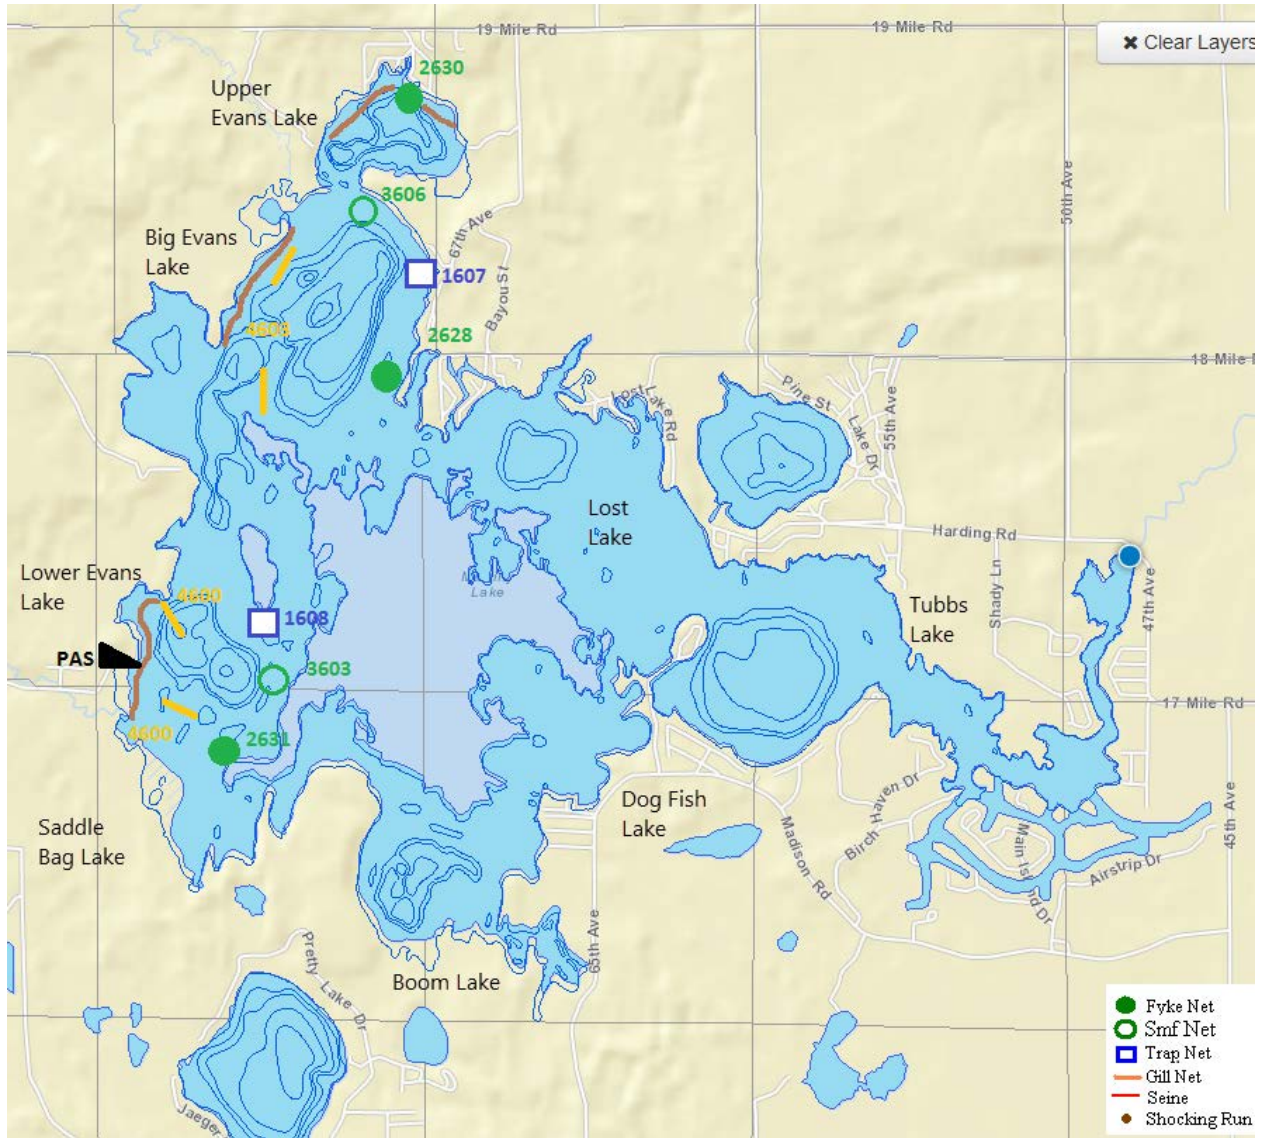 19 Mile Rd
19 Mile Rd
✖ Clear Layers
2630
Upper
Evans Lake
50th Ave
3606
67th Ave
Big Evans
Lake
1607
Bayou St
4603
2628
18 Mile
Pine St
Lost Lake Rd
55th Ave
Lake Dr
Lost
Lake
Harding Rd
Lake
Lower Evans
Lake
4600
Shady Ln
47th Ave
Tubbs
Lake
1608
PAS
3603
17 Mile Rd
4600
2631
Dog Fish
Lake
Birch Haven Dr
45th Ave
Saddle
Bag Lake
Madison Rd
Main Island Dr
Airstrip Dr
65th Ave
Pretty Lake Dr
Boom Lake
Jaeger
Fyke Net
Smf Net
Trap Net
Gill Net
Seine
Shocking Run